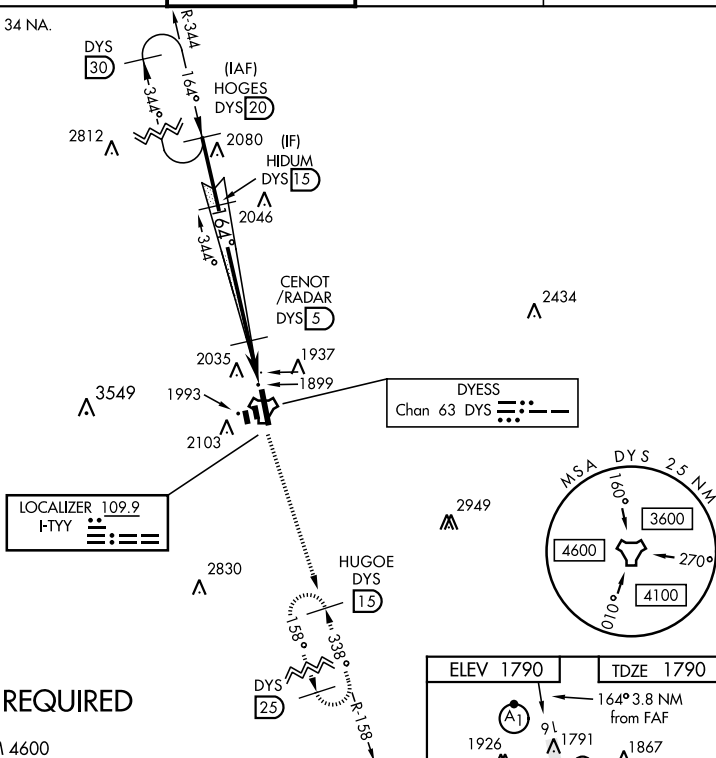 34 NA.
R-344
DYS
30
344°
164°
(IAF)
HOGES
DYS 20
2812
2080
(IF)
HIDUM
DYS 15
2046
164°
344°
CENOT
/RADAR
DYS 5
2434
2035
1937
1899
3549
1993
2103
DYESS
Chan 63 DYS
LOCALIZER 109.9
I-TYY
2949
MSA DYS 25 NM
160°
3600
4600
270°
4100
010°
2830
HUGOE
DYS
15
158°
338°
DYS
25
R-158
REQUIRED
4600
ELEV 1790
TDZE 1790
164° 3.8 NM
from FAF
A1
16
1926
1791
1867